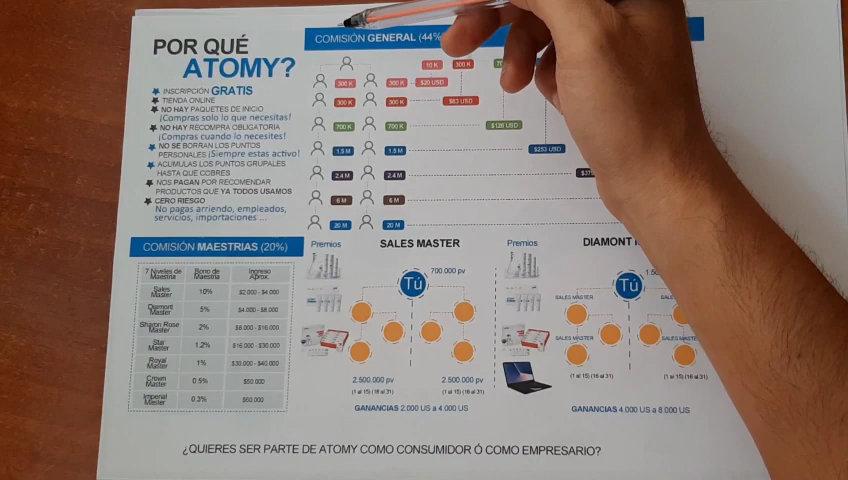 POR QUÉ
ATOMY?
INSCRIPCIÓN GRATIS
TIENDA ONLINE
NO HAY PAQUETES DE INICIO
¡Compras solo lo que necesitas!
NO HAY RECOMPRA OBLIGATORIA
¡Compras cuando lo necesites!
NO SE BORRAN LOS PUNTOS
PERSONALES ¡Siempre estas activo!
ACUMULAS LOS PUNTOS GRUPALES
HASTA QUE COBRES
NOS PAGAN POR RECOMENDAR
PRODUCTOS QUE YA TODOS USAMOS
CERO RIESGO
No pagas arriendo, empleados,
servicios, importaciones ...
COMISIÓN GENERAL (44%
10 K 300 K
300 K 300 K $20 USD
300 K 300 K $63 USD
700 K 700 K $126 USD
1.5 M 1.5 M $253 USD
2.4 M 2.4 M
6 M 6 M
20 M 20 M
COMISIÓN MAESTRIAS (20%)
7 Niveles de Maestria Bono de Maestria Ingreso Aprox.
Sales Master 10% $2.000 - $4.000
Diamont Master 5% $4.000 - $8.000
Sharon Rose Master 2% $8.000 - $16.000
Star Master 1.2% $16.000 - $30.000
Royal Master 1% $30.000 - $40.000
Crown Master 0.5% $50.000
Imperial Master 0.3% $50.000
Premios
SALES MASTER
700.000 pv
Tú
2.500.000 pv 2.500.000 pv
(1 al 15) (16 al 31) (1 al 15) (16 al 31)
GANANCIAS 2.000 US a 4.000 US
Premios
DIAMONT
Tú
SALES MASTER
SALES MASTER SALES MASTE
(1 al 15) (16 al 31) (1 al 15) (16 al 31)
GANANCIAS 4.000 US a 8.000 US
¿QUIERES SER PARTE DE ATOMY COMO CONSUMIDOR Ó COMO EMPRESARIO?